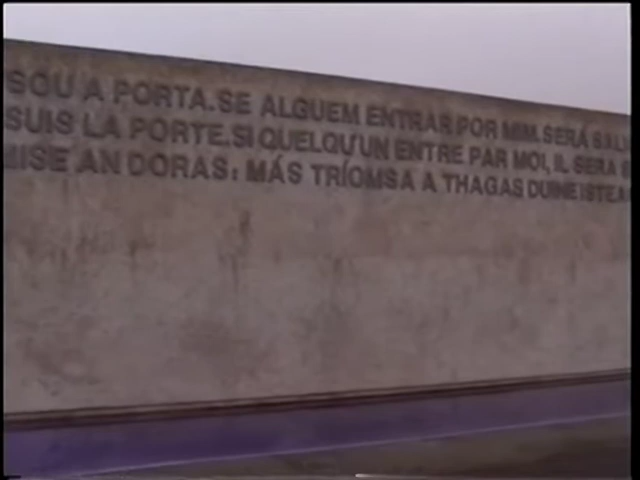 SOU A PORTA. SE ALGUEM ENTRAR POR MIM. SERÁ
SUIS LA PORTE. SI QUELQU'UN ENTRE PAR MOI, IL SERA
MISE AN DORAS: MÁS TRÍOMSA A THAGAS DUINE ISTEA